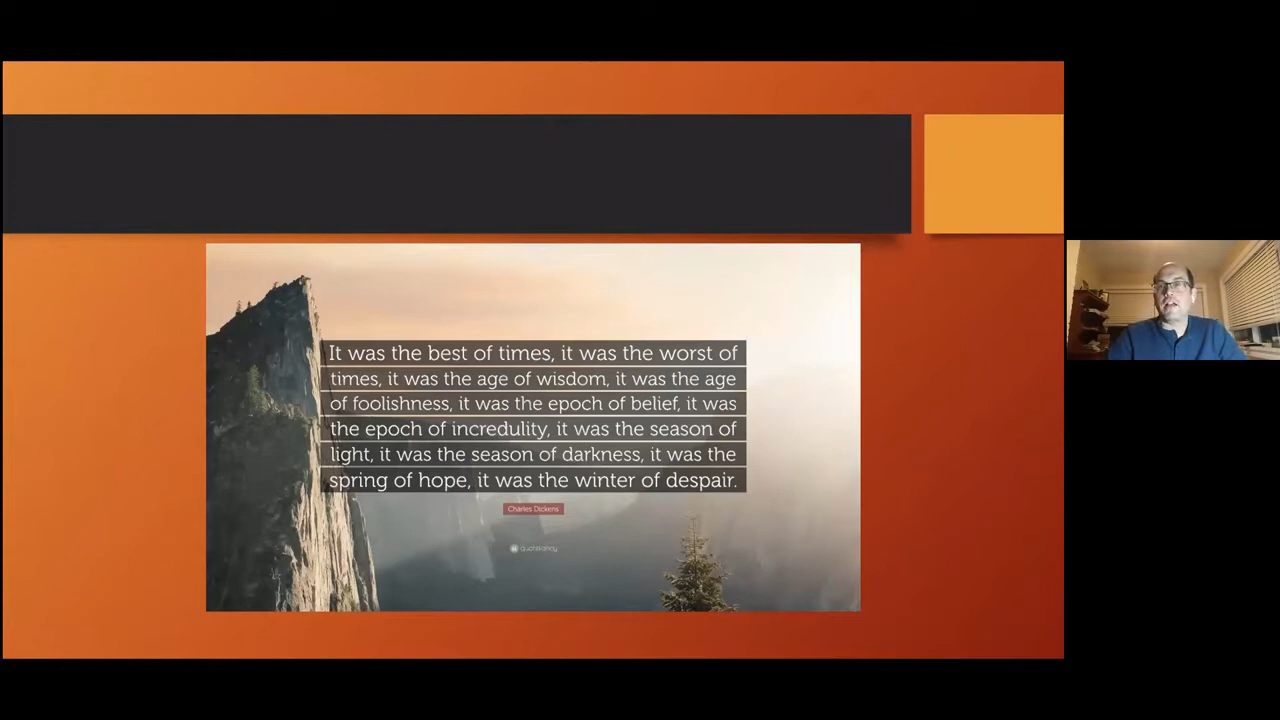 It was the best of times, it was the worst of
times, it was the age of wisdom, it was the age
of foolishness, it was the epoch of belief, it was
the epoch of incredulity, it was the season of
light, it was the season of darkness, it was the
spring of hope, it was the winter of despair.
Charles Dickens
quotefancy